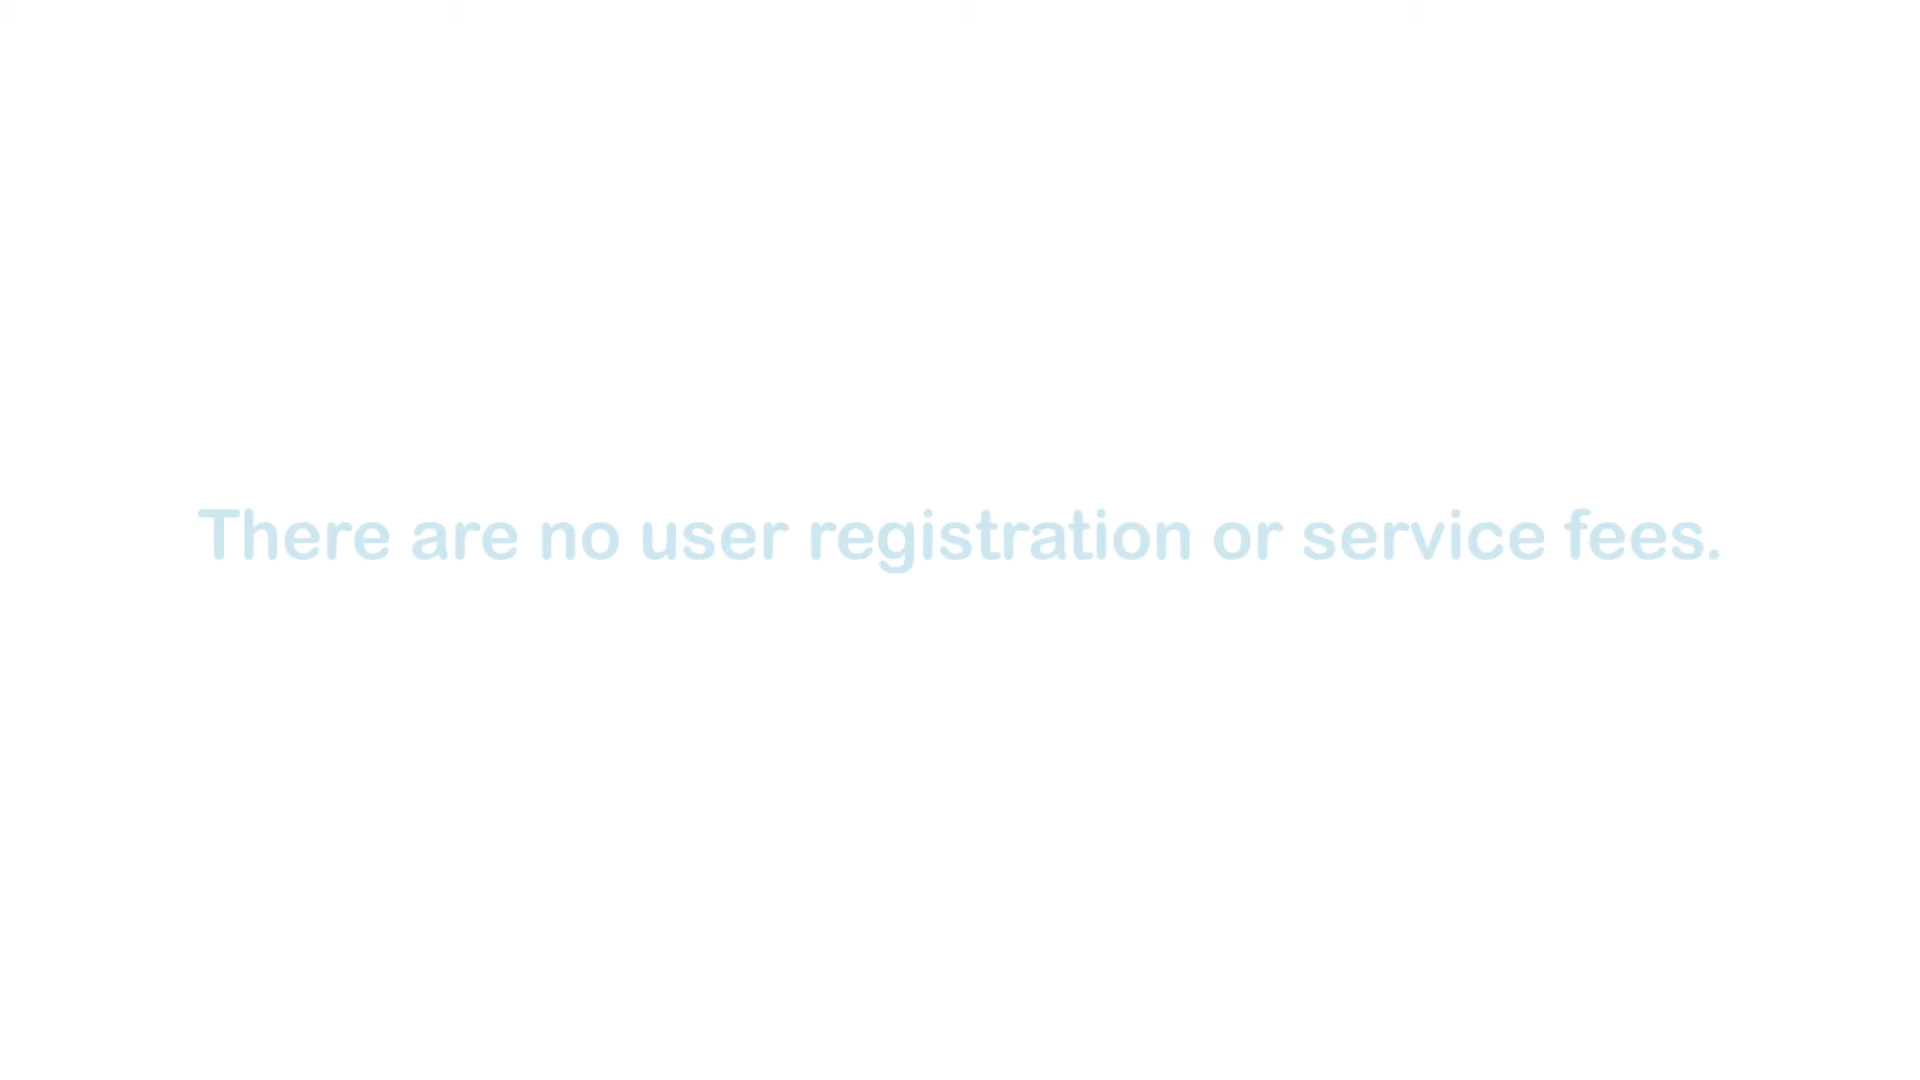 There are no user registration or service fees.